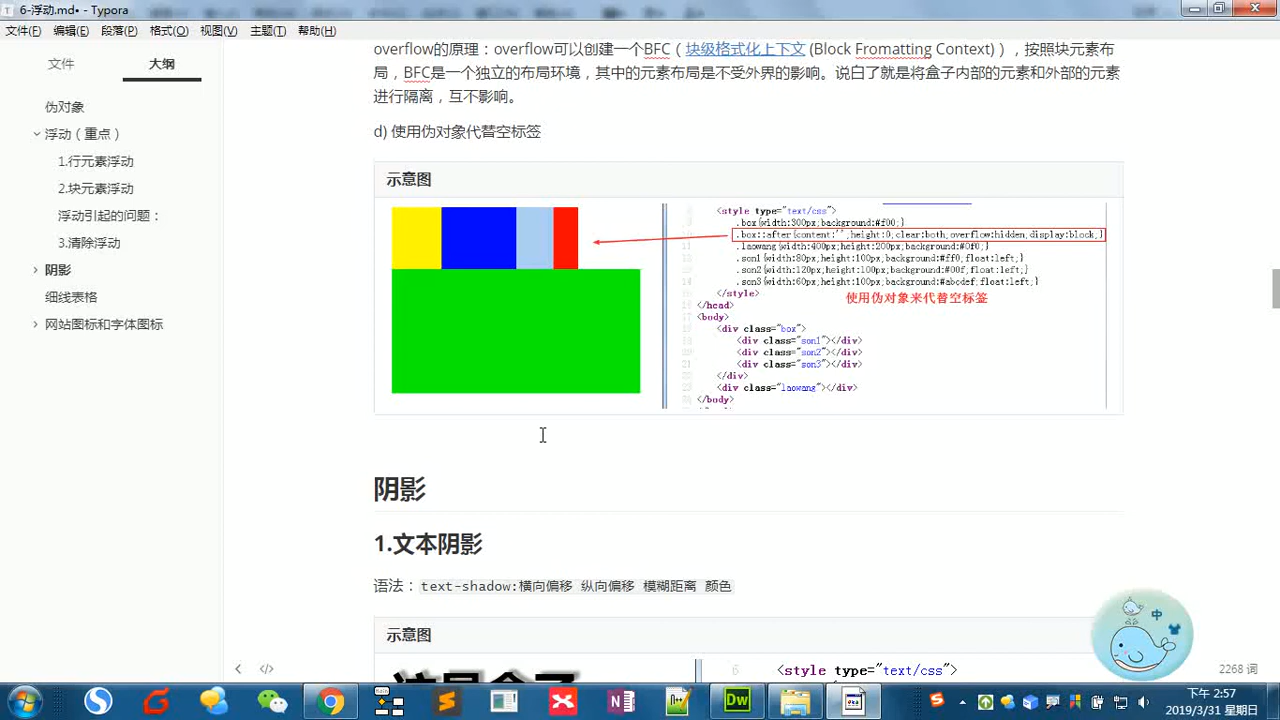 6-浮动.md• - Typora
文件(F) 编辑(E) 段落(P) 格式(O) 视图(V) 主题(T) 帮助(H)
文件 大纲
伪对象
浮动（重点）
1.行元素浮动
2.块元素浮动
浮动引起的问题：
3.清除浮动
阴影
细线表格
网站图标和字体图标
overflow的原理：overflow可以创建一个BFC（块级格式化上下文 (Block Fromatting Context)），按照块元素布
局，BFC是一个独立的布局环境，其中的元素布局是不受外界的影响。说白了就是将盒子内部的元素和外部的元素
进行隔离，互不影响。
d) 使用伪对象代替空标签
示意图
<style type="text/css">
.box{width:300px;background:#f00;}
.box::after{content:'';height:0;clear:both;overflow:hidden;display:block;}
.laowang{width:400px;height:200px;background:#0f0;}
.son1{width:80px;height:100px;background:#ff0;float:left;}
.son2{width:120px;height:100px;background:#00f;float:left;}
.son3{width:60px;height:100px;background:#abcdef;float:left;}
</style>
使用伪对象来代替空标签
</head>
<body>
<div class="box">
<div class="son1"></div>
<div class="son2"></div>
<div class="son3"></div>
</div>
<div class="laowang"></div>
</body>
阴影
1.文本阴影
语法：text-shadow:横向偏移 纵向偏移 模糊距离 颜色
示意图
6 <style type="text/css">
中
</> 2268 词
Dw
下午 2:57
2019/3/31 星期日